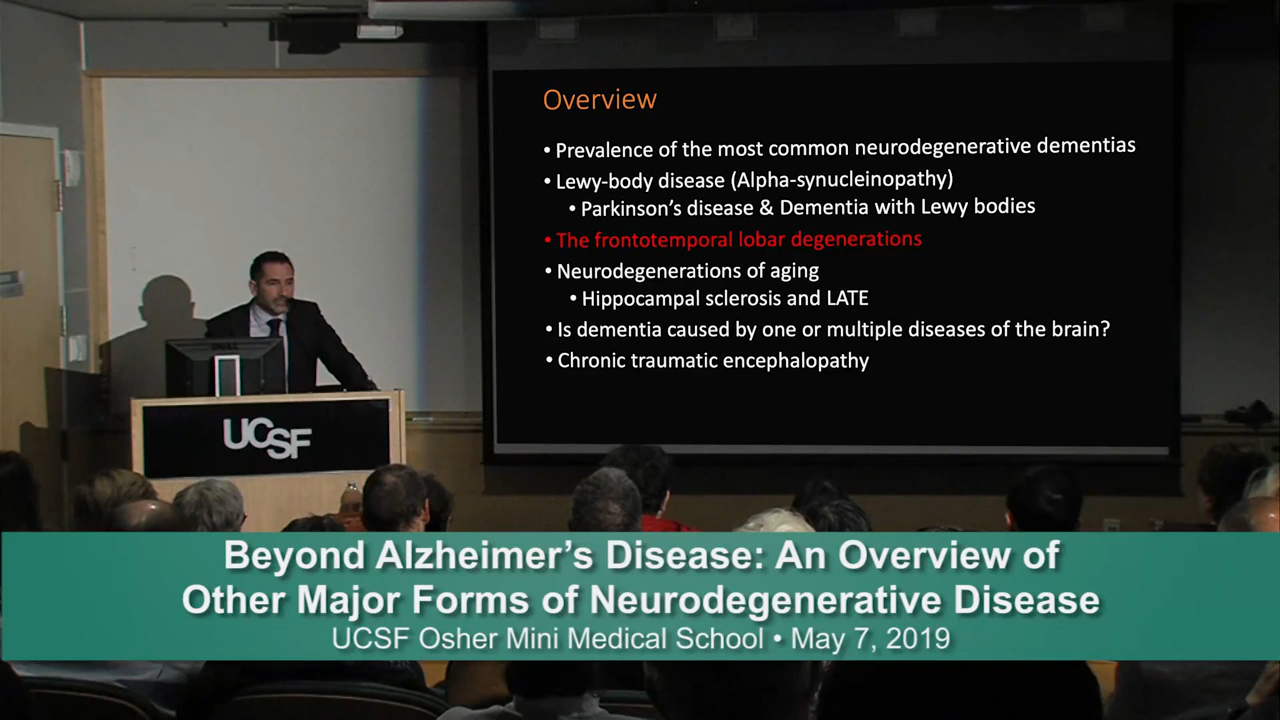 Overview
• Prevalence of the most common neurodegenerative dementias
• Lewy-body disease (Alpha-synucleinopathy)
• Parkinson's disease & Dementia with Lewy bodies
• The frontotemporal lobar degenerations
• Neurodegenerations of aging
• Hippocampal sclerosis and LATE
• Is dementia caused by one or multiple diseases of the brain?
• Chronic traumatic encephalopathy
UCSF
Beyond Alzheimer's Disease: An Overview of
Other Major Forms of Neurodegenerative Disease
UCSF Osher Mini Medical School • May 7, 2019